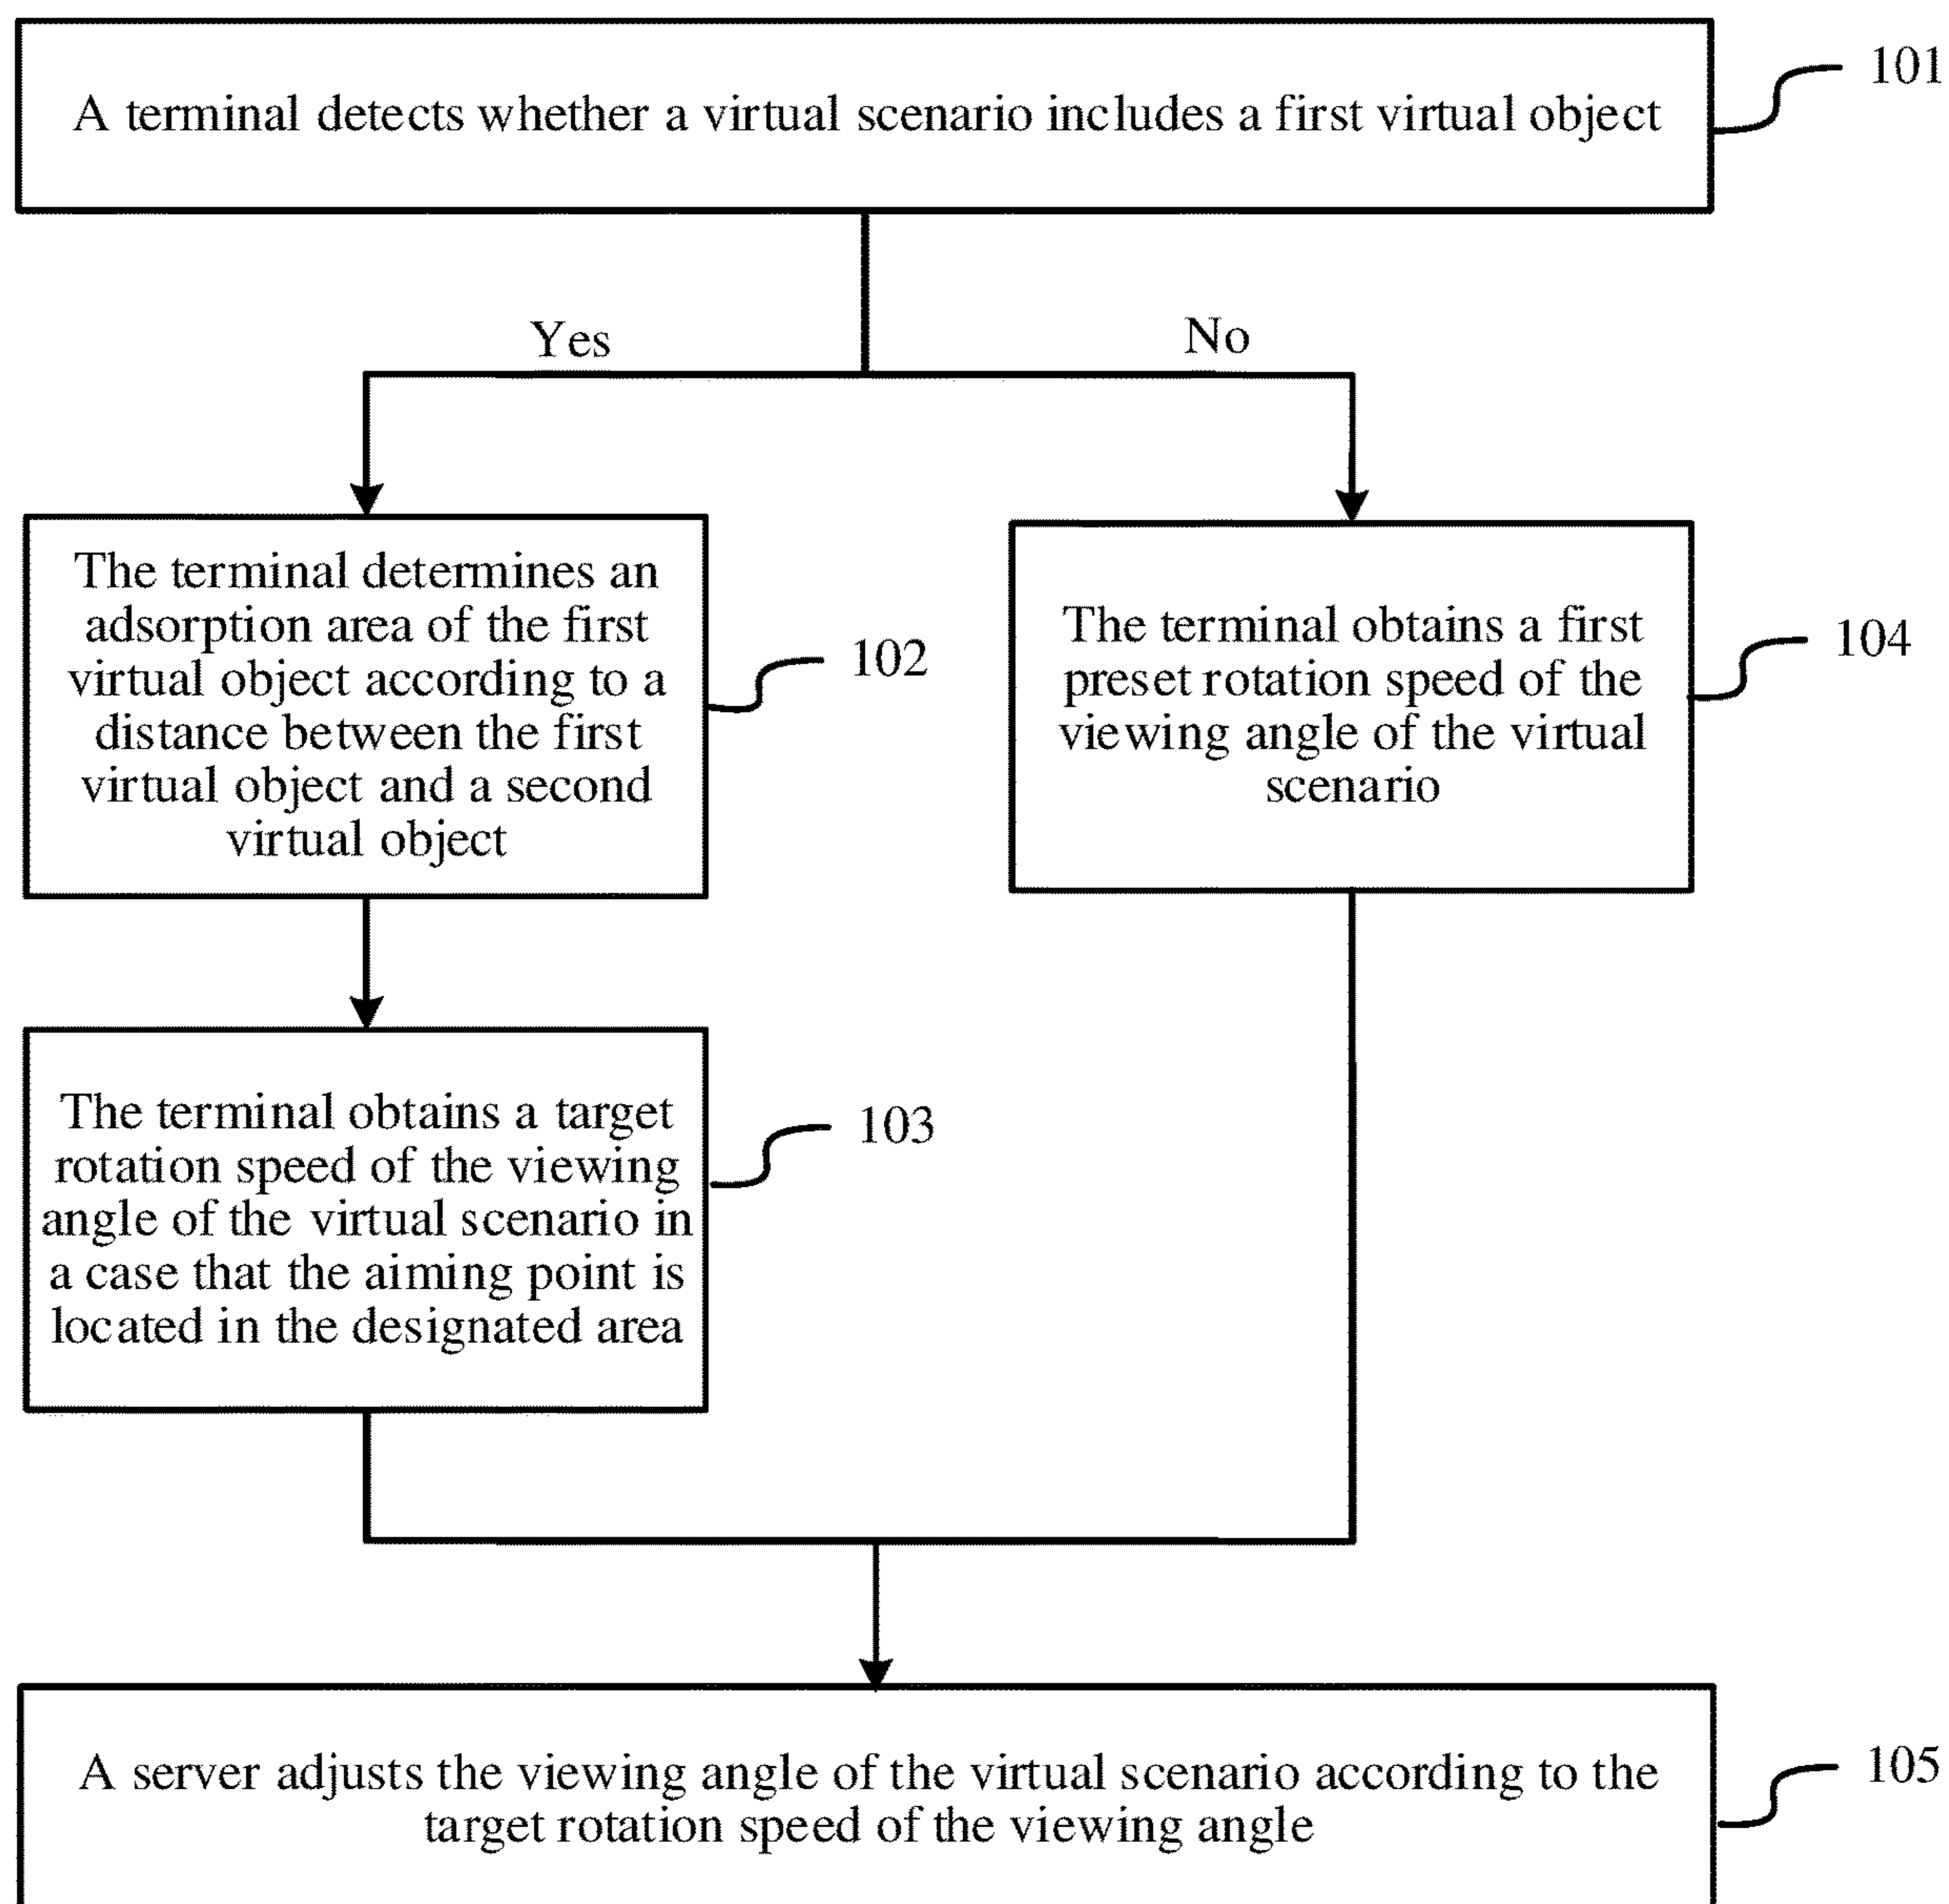 A terminal detects whether a virtual scenario includes a first virtual object
101
Yes
No
The terminal determines an
adsorption area of the first
virtual object according to a
distance between the first
virtual object and a second
virtual object
102
The terminal obtains a first
preset rotation speed of the
viewing angle of the virtual
scenario
104
The terminal obtains a target
rotation speed of the viewing
angle of the virtual scenario in
a case that the aiming point is
located in the designated area
103
A server adjusts the viewing angle of the virtual scenario according to the
target rotation speed of the viewing angle
105